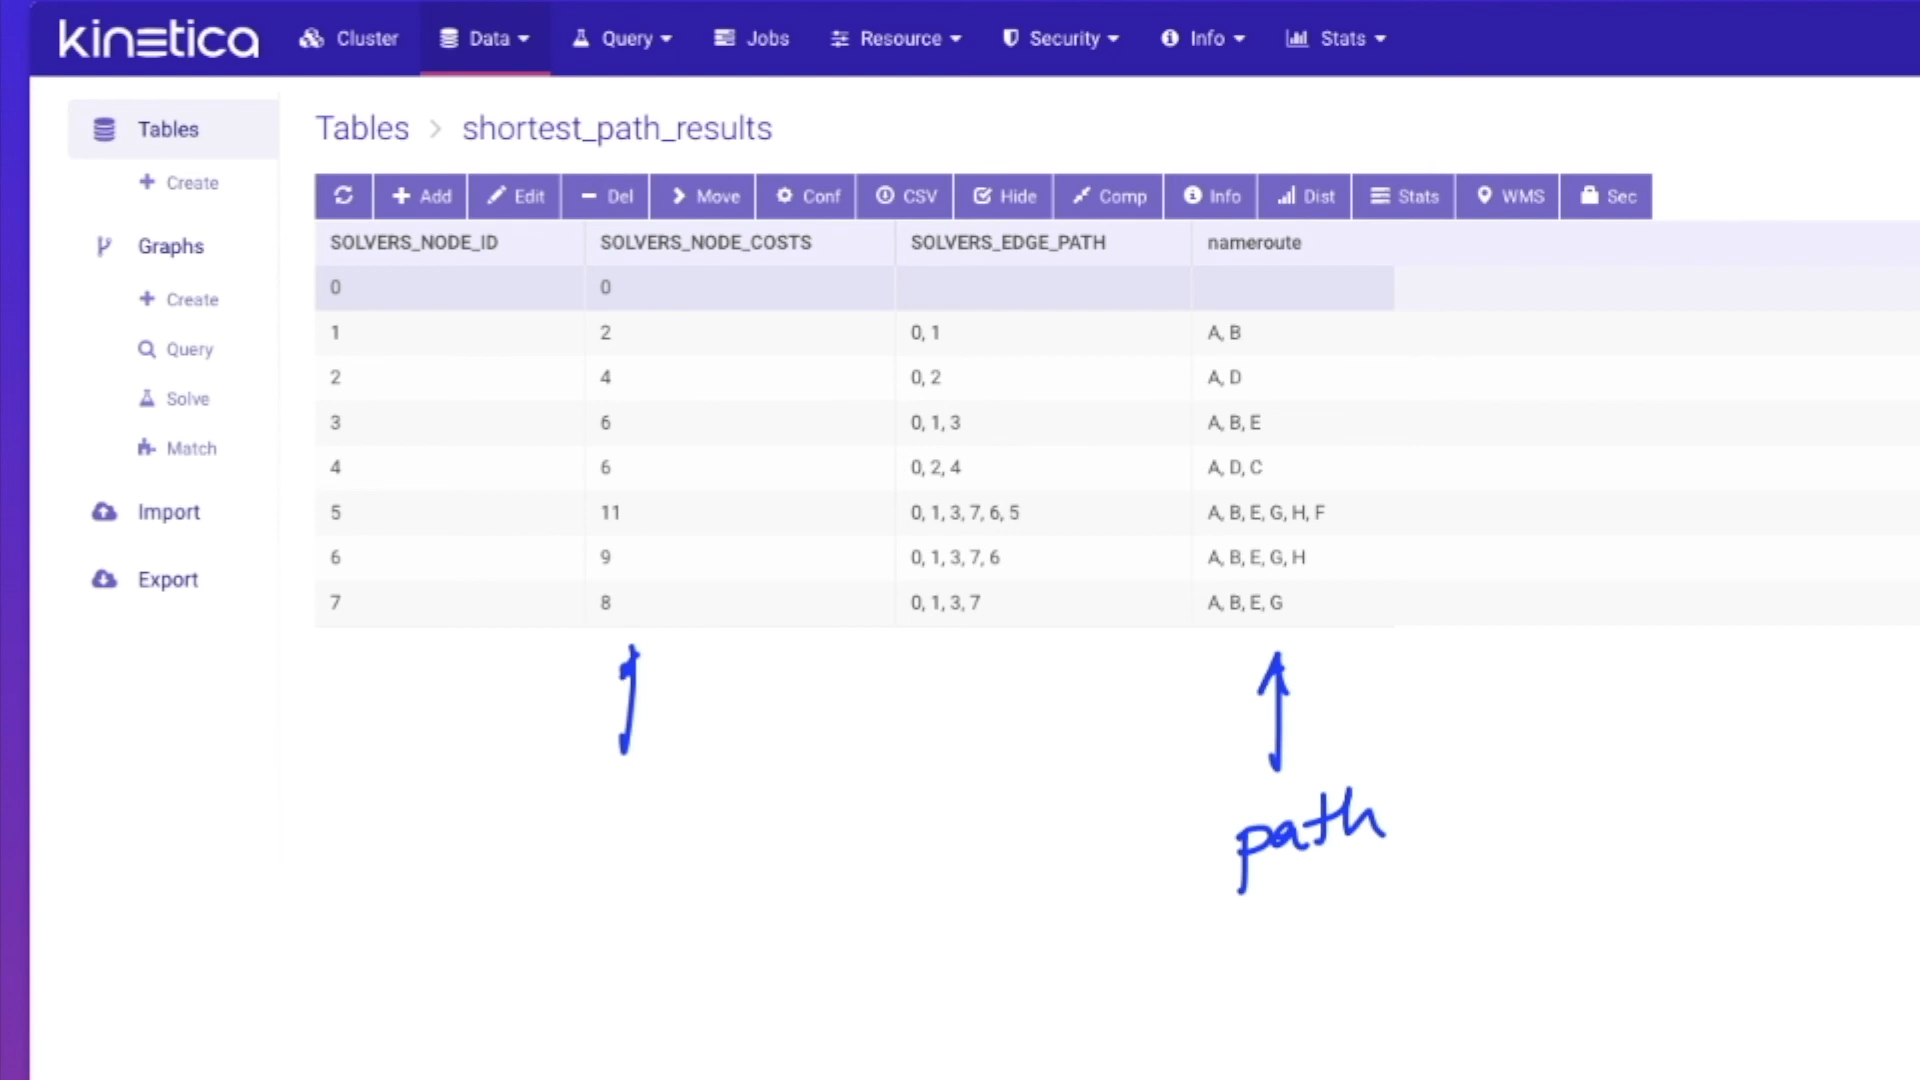 kinetica Cluster Data Query Jobs Resource Security Info Stats
Tables
Create
Graphs
Create
Query
Solve
Match
Import
Export
Tables > shortest_path_results
Add Edit Del Move Conf CSV Hide Comp Info Dist Stats WMS Sec
SOLVERS_NODE_ID SOLVERS_NODE_COSTS SOLVERS_EDGE_PATH nameroute
0 0
1 2 0, 1 A, B
2 4 0, 2 A, D
3 6 0, 1, 3 A, B, E
4 6 0, 2, 4 A, D, C
5 11 0, 1, 3, 7, 6, 5 A, B, E, G, H, F
6 9 0, 1, 3, 7, 6 A, B, E, G, H
7 8 0, 1, 3, 7 A, B, E, G
path